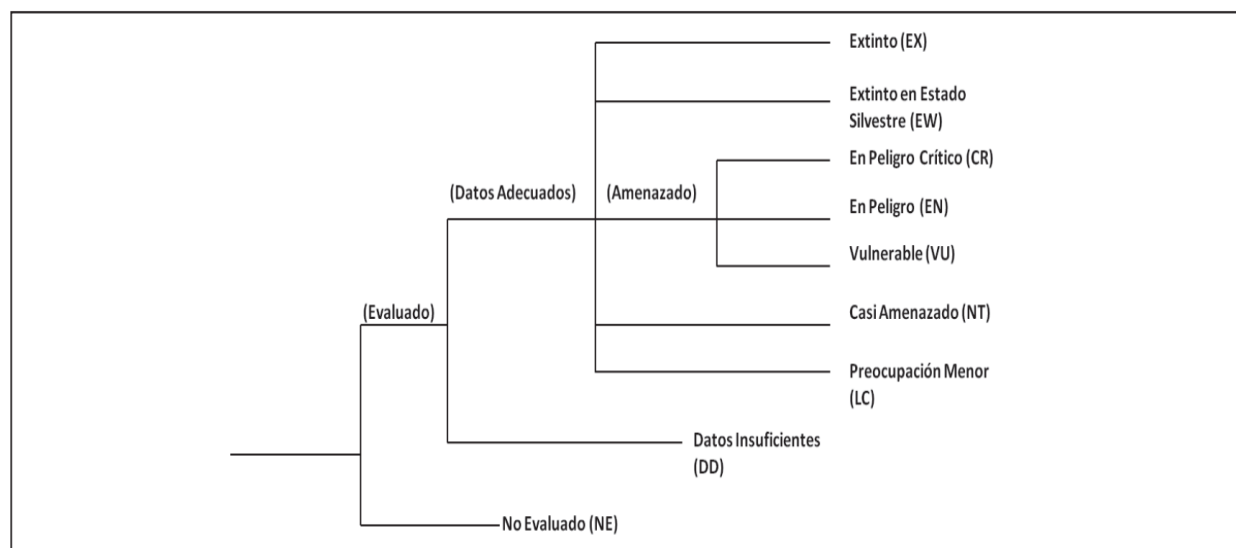 Extinto (EX)
Extinto en Estado
Silvestre (EW)
En Peligro Crítico (CR)
(Datos Adecuados)
(Amenazado)
En Peligro (EN)
Vulnerable (VU)
(Evaluado)
Casi Amenazado (NT)
Preocupación Menor
(LC)
Datos Insuficientes
(DD)
No Evaluado (NE)